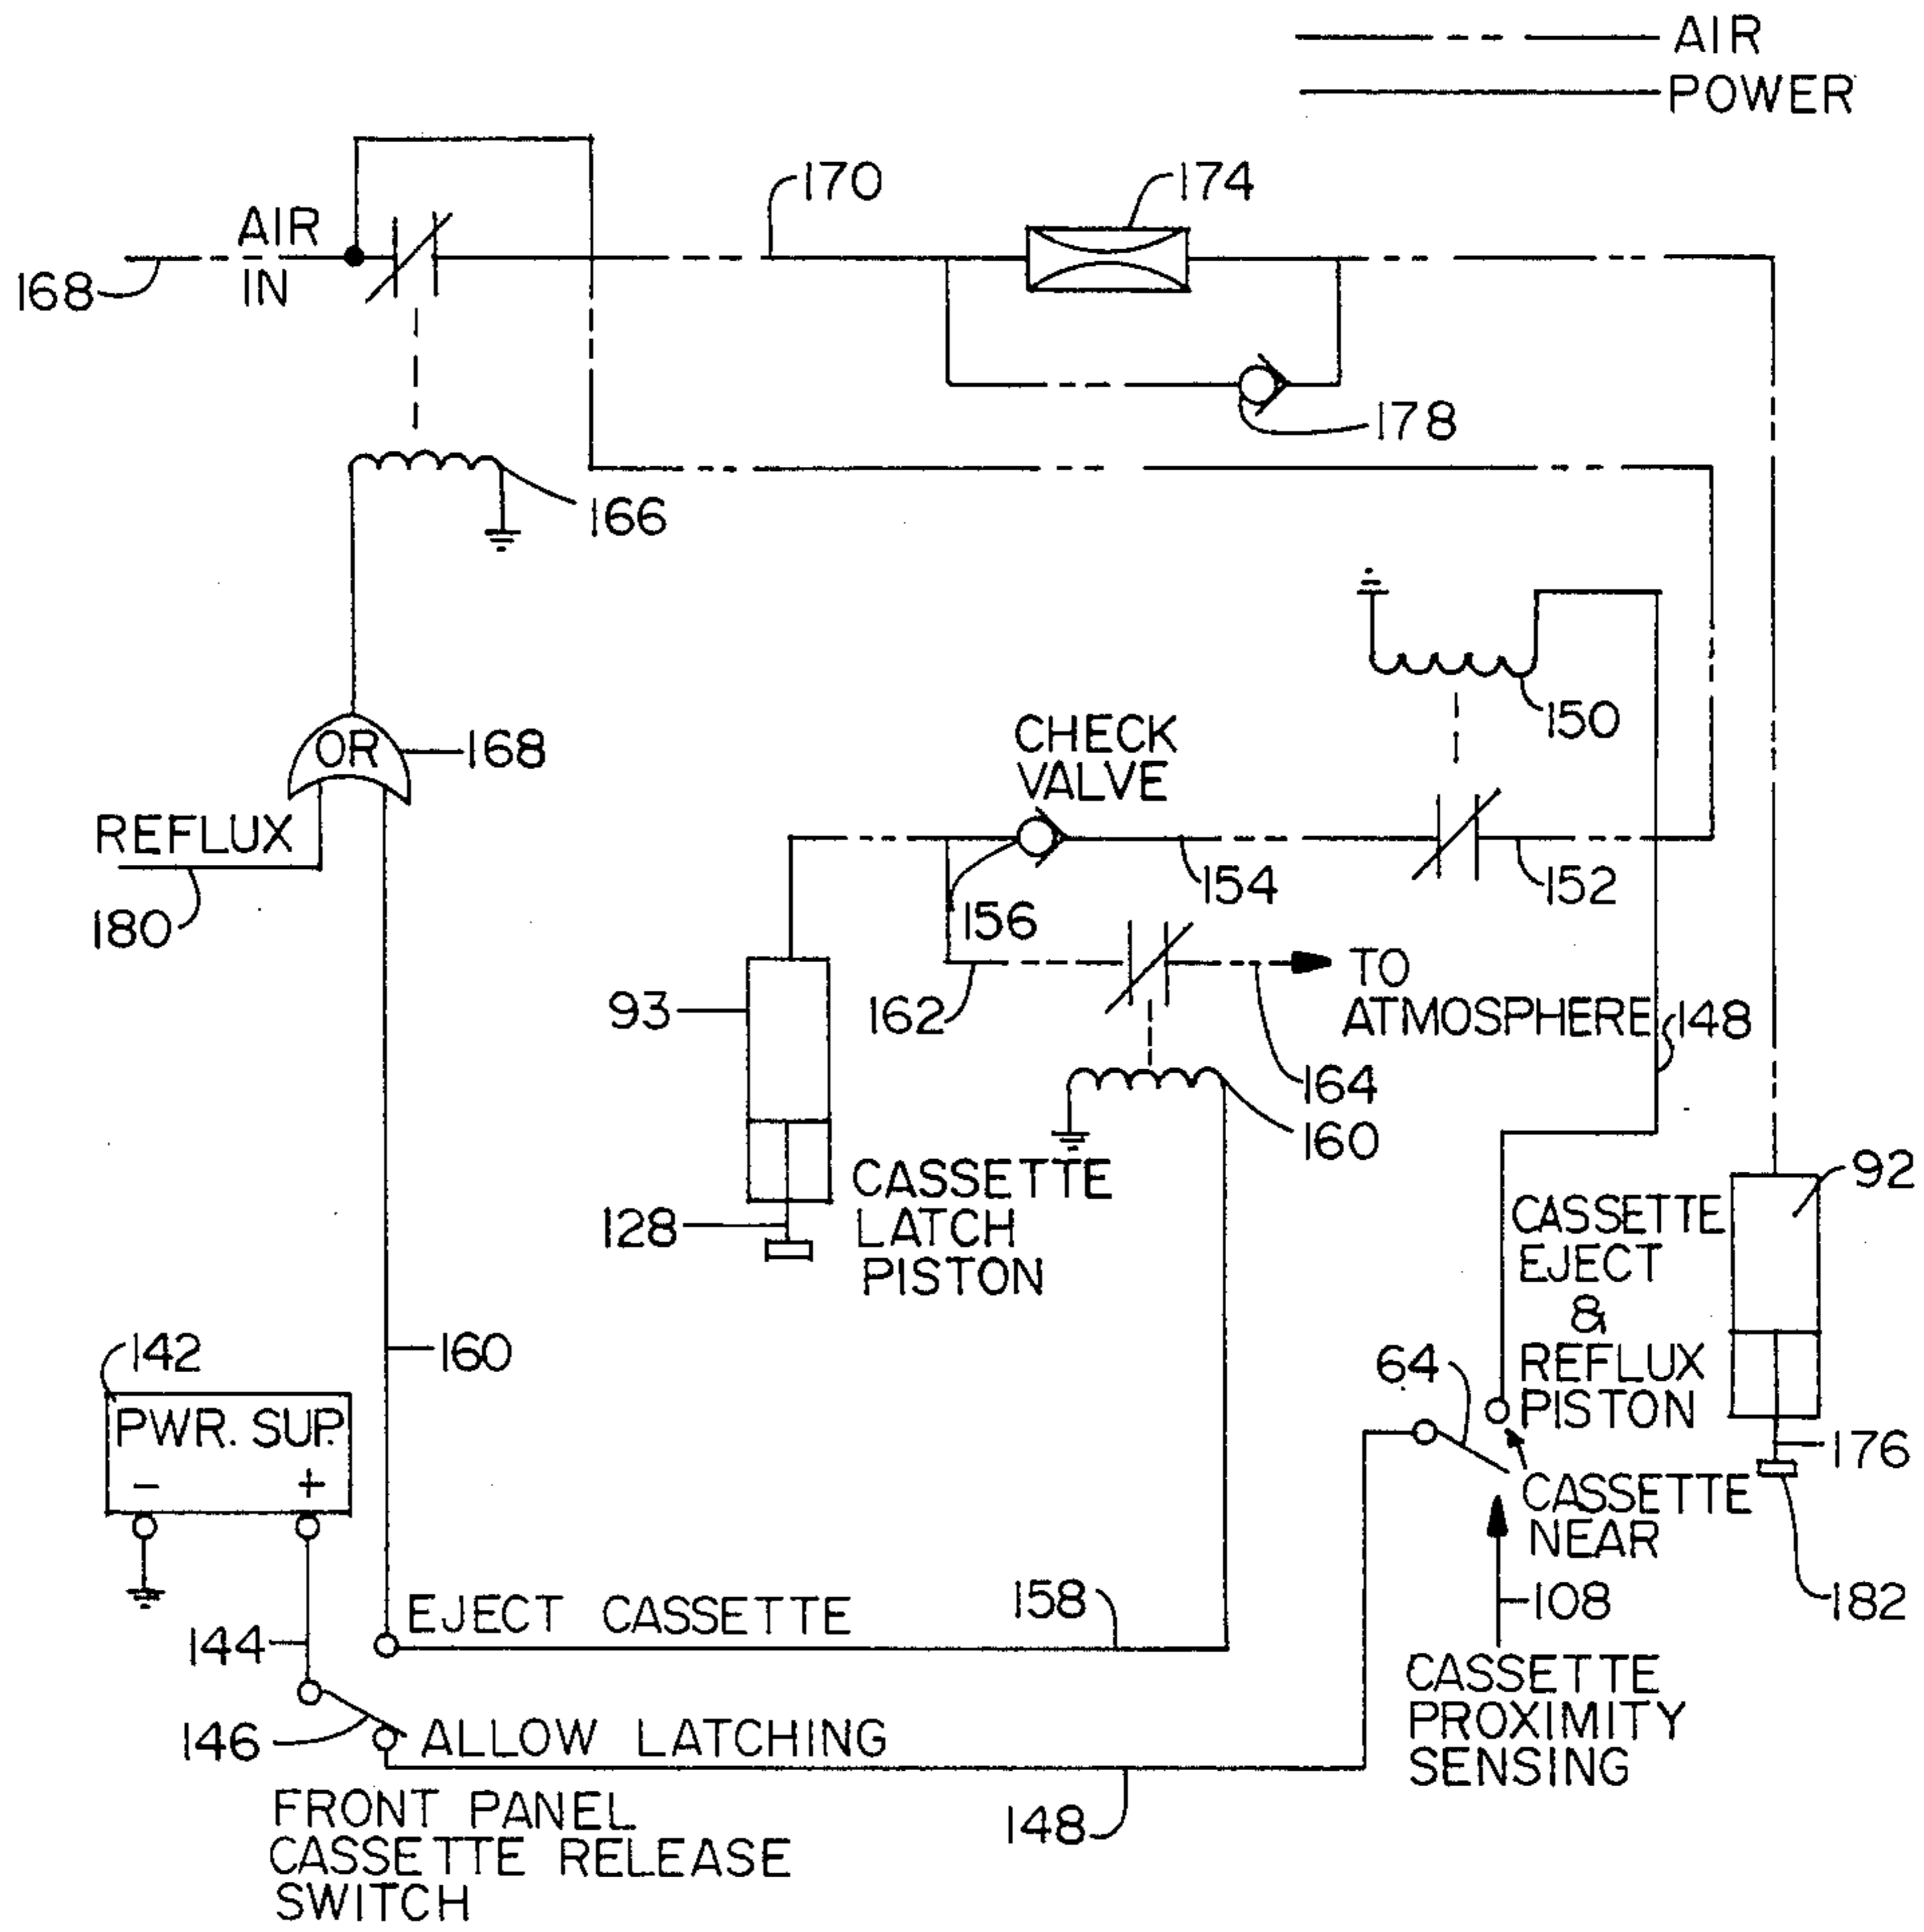 AIR
POWER
170
174
AIR
IN
168
178
166
150
OR
168
CHECK
VALVE
REFLUX
180
154
152
156
TO
ATMOSPHERE
148
162
93
164
160
92
CASSETTE
LATCH
PISTON
128
CASSETTE
EJECT
&
REFLUX
PISTON
64
142
160
PWR. SUP.
- +
176
CASSETTE
NEAR
182
108
EJECT CASSETTE
158
144
CASSETTE
PROXIMITY
SENSING
146
ALLOW LATCHING
148
FRONT PANEL
CASSETTE RELEASE
SWITCH